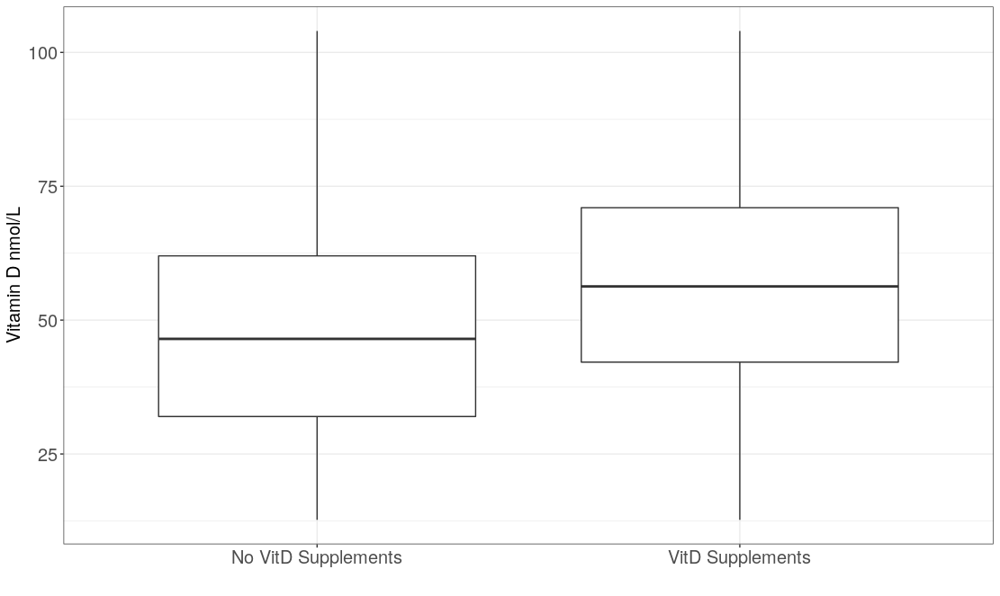 Vitamin D nmol/L
100
75
50
25
No VitD Supplements
VitD Supplements